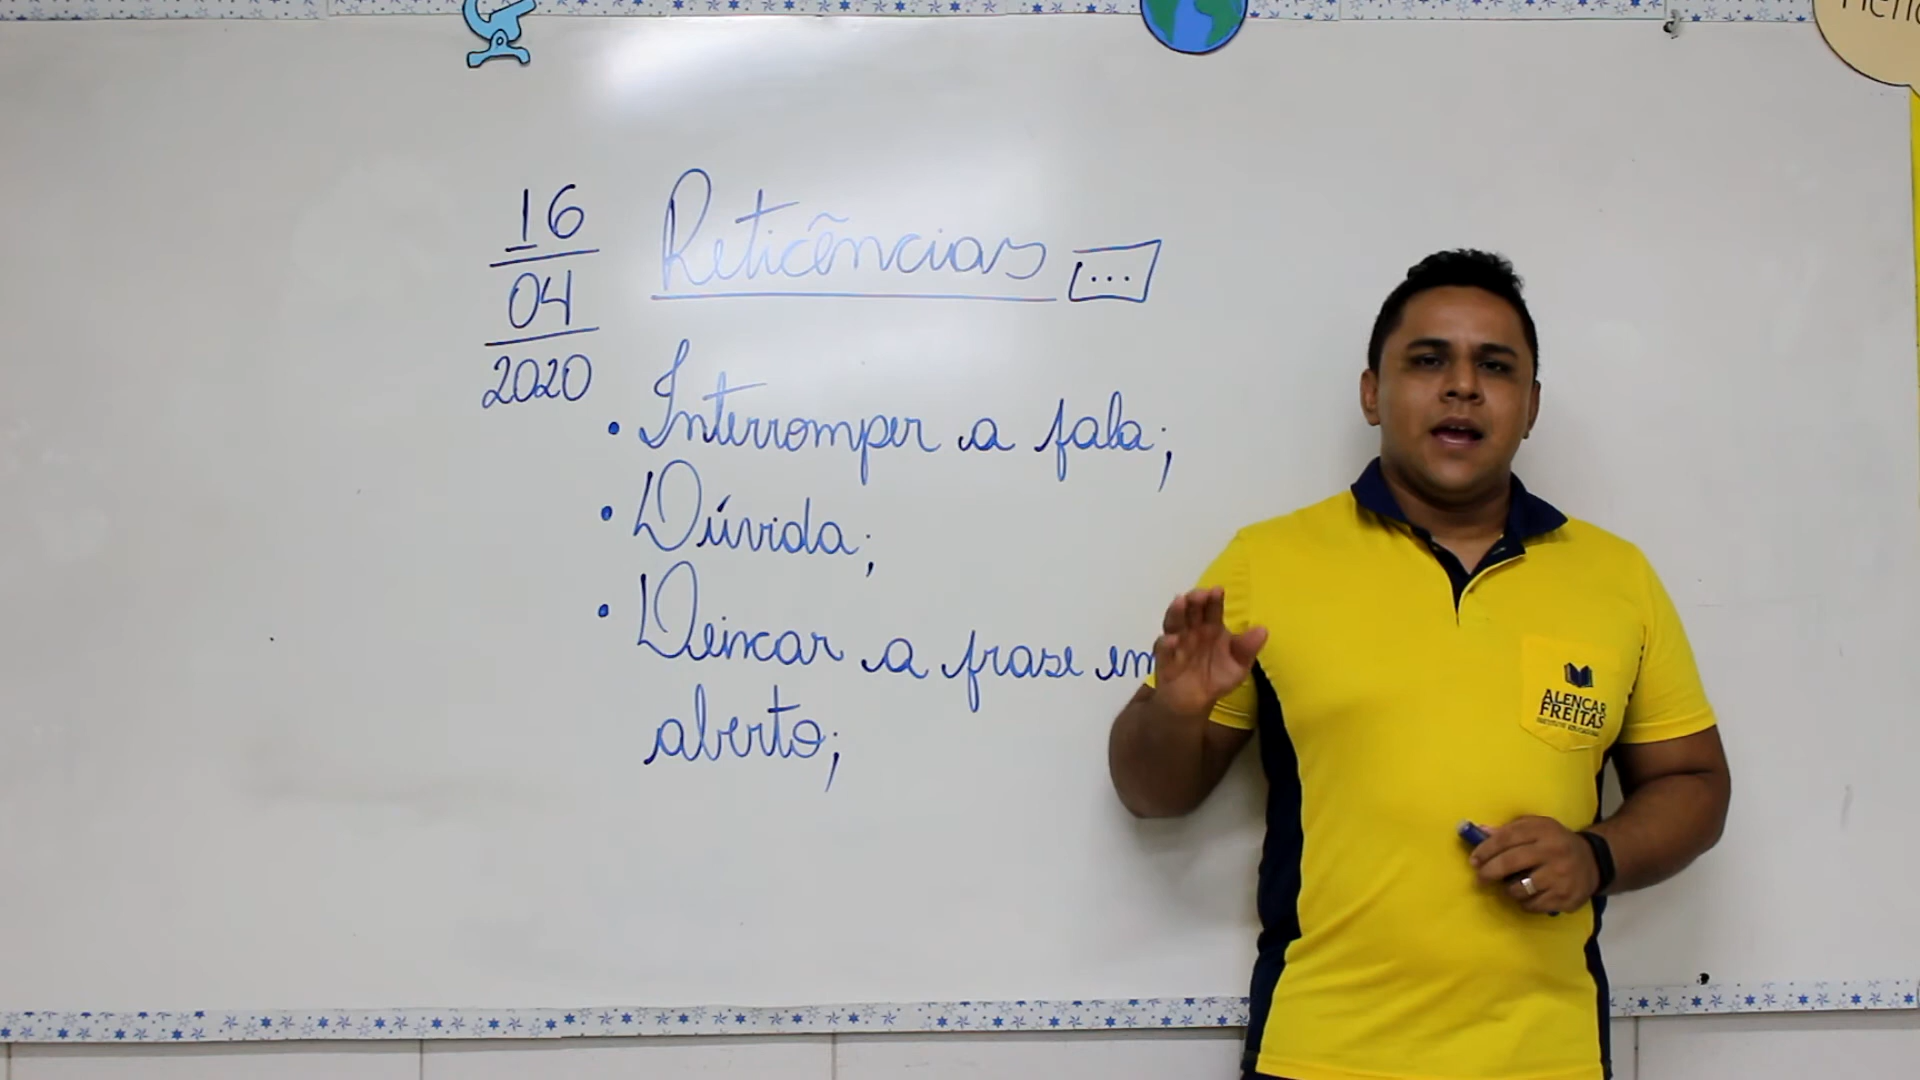 16
04
2020
Reticências ...
• Interromper a fala;
• Dúvida;
• Deixar a frase em
aberto;
ALENCAR
FREITAS